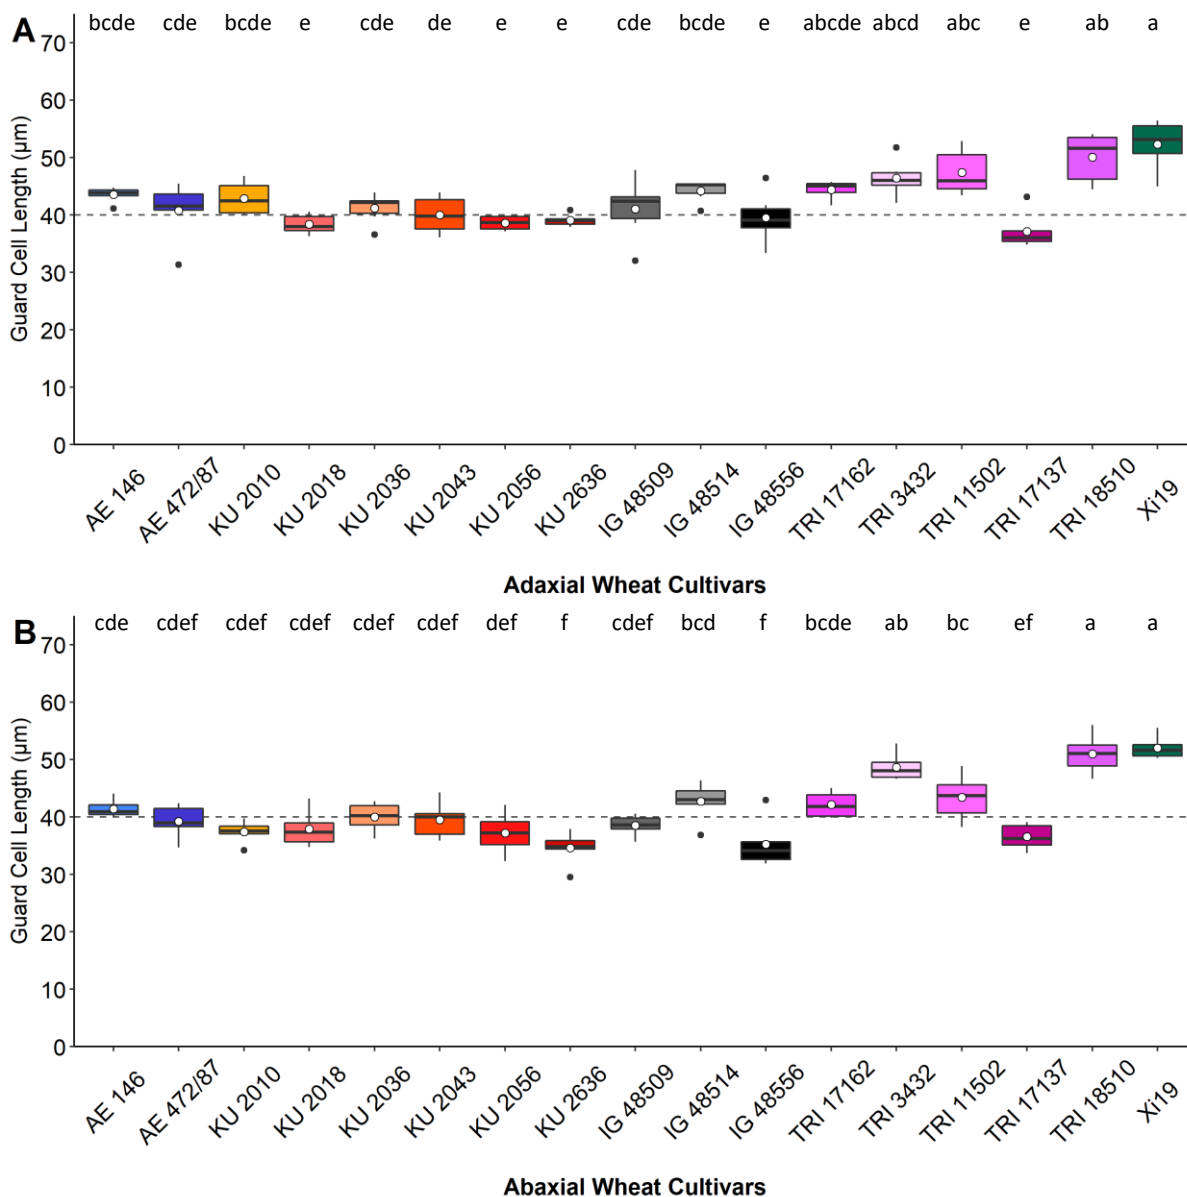 A
bcde cde bcde e cde de e e cde bcde e abcde abcd abc e ab a
70
60
50
40
30
20
10
0
Guard Cell Length (µm)
AE 146 AE 472/87 KU 2010 KU 2018 KU 2036 KU 2043 KU 2056 KU 2636 IG 48509 IG 48514 IG 48556 TRI 17162 TRI 3432 TRI 11502 TRI 17137 TRI 18510 Xi19
Adaxial Wheat Cultivars
B
cde cdef cdef cdef cdef cdef def f cdef bcd f bcde ab bc ef a a
70
60
50
40
30
20
10
0
Guard Cell Length (µm)
AE 146 AE 472/87 KU 2010 KU 2018 KU 2036 KU 2043 KU 2056 KU 2636 IG 48509 IG 48514 IG 48556 TRI 17162 TRI 3432 TRI 11502 TRI 17137 TRI 18510 Xi19
Abaxial Wheat Cultivars